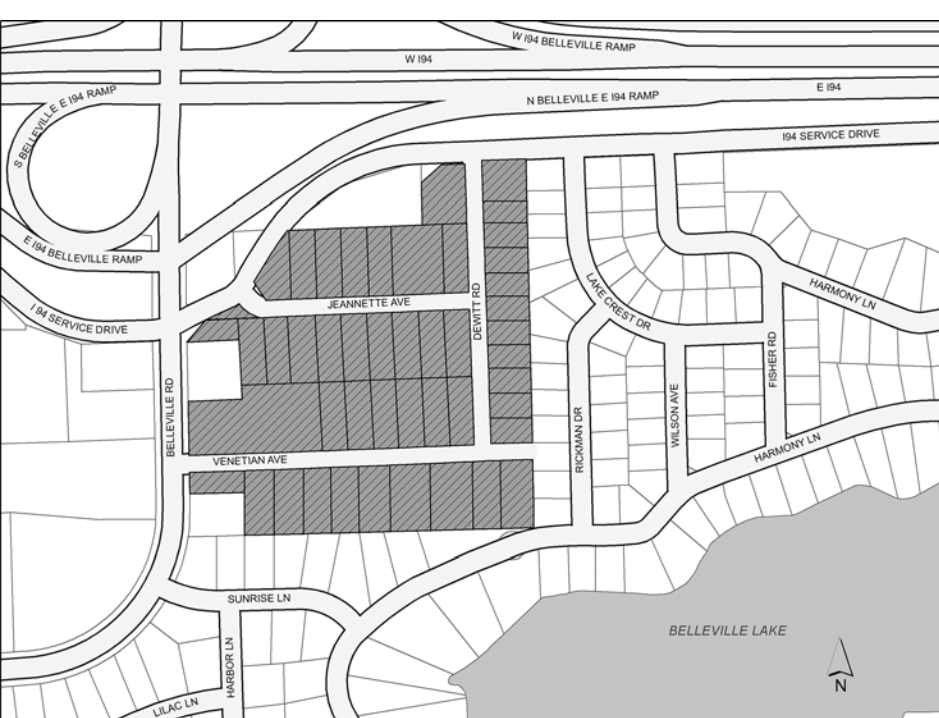 W I94 BELLEVILLE RAMP
W I94
S BELLEVILLE E I94 RAMP
N BELLEVILLE E I94 RAMP
E I94
I94 SERVICE DRIVE
E I94 BELLEVILLE RAMP
I 94 SERVICE DRIVE
JEANNETTE AVE
DEWITT RD
LAKE CREST DR
HARMONY LN
FISHER RD
BELLEVILLE RD
RICKMAN DR
WILSON AVE
HARMONY LN
VENETIAN AVE
SUNRISE LN
HARBOR LN
LILAC LN
BELLEVILLE LAKE
N